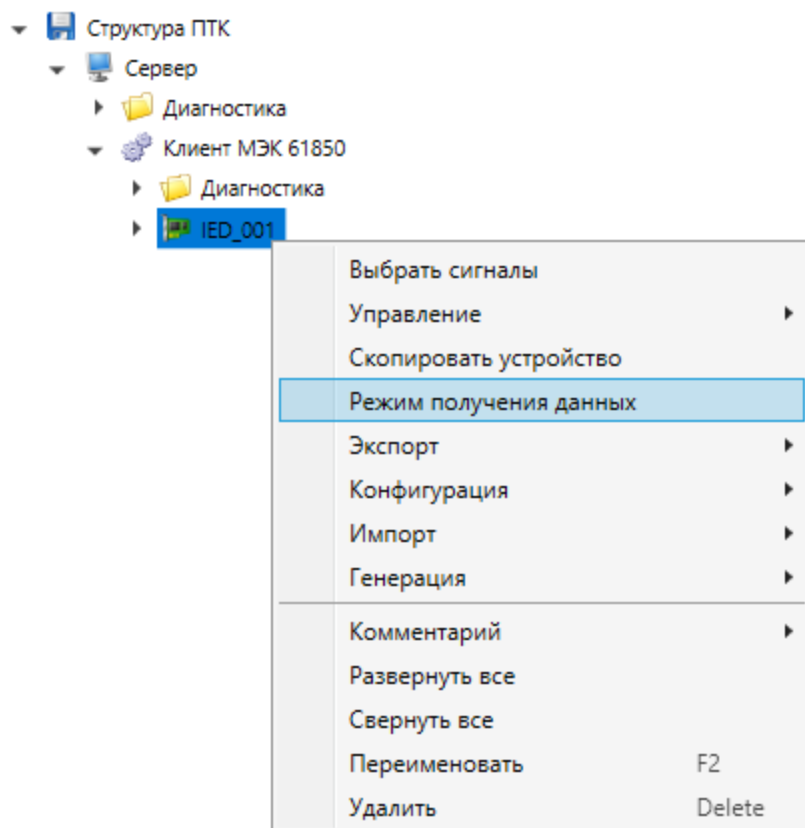 Структура ПТК
Сервер
Диагностика
Клиент МЭК 61850
Диагностика
IED_001
Выбрать сигналы
Управление
Скопировать устройство
Режим получения данных
Экспорт
Конфигурация
Импорт
Генерация
Комментарий
Развернуть все
Свернуть все
Переименовать F2
Удалить Delete